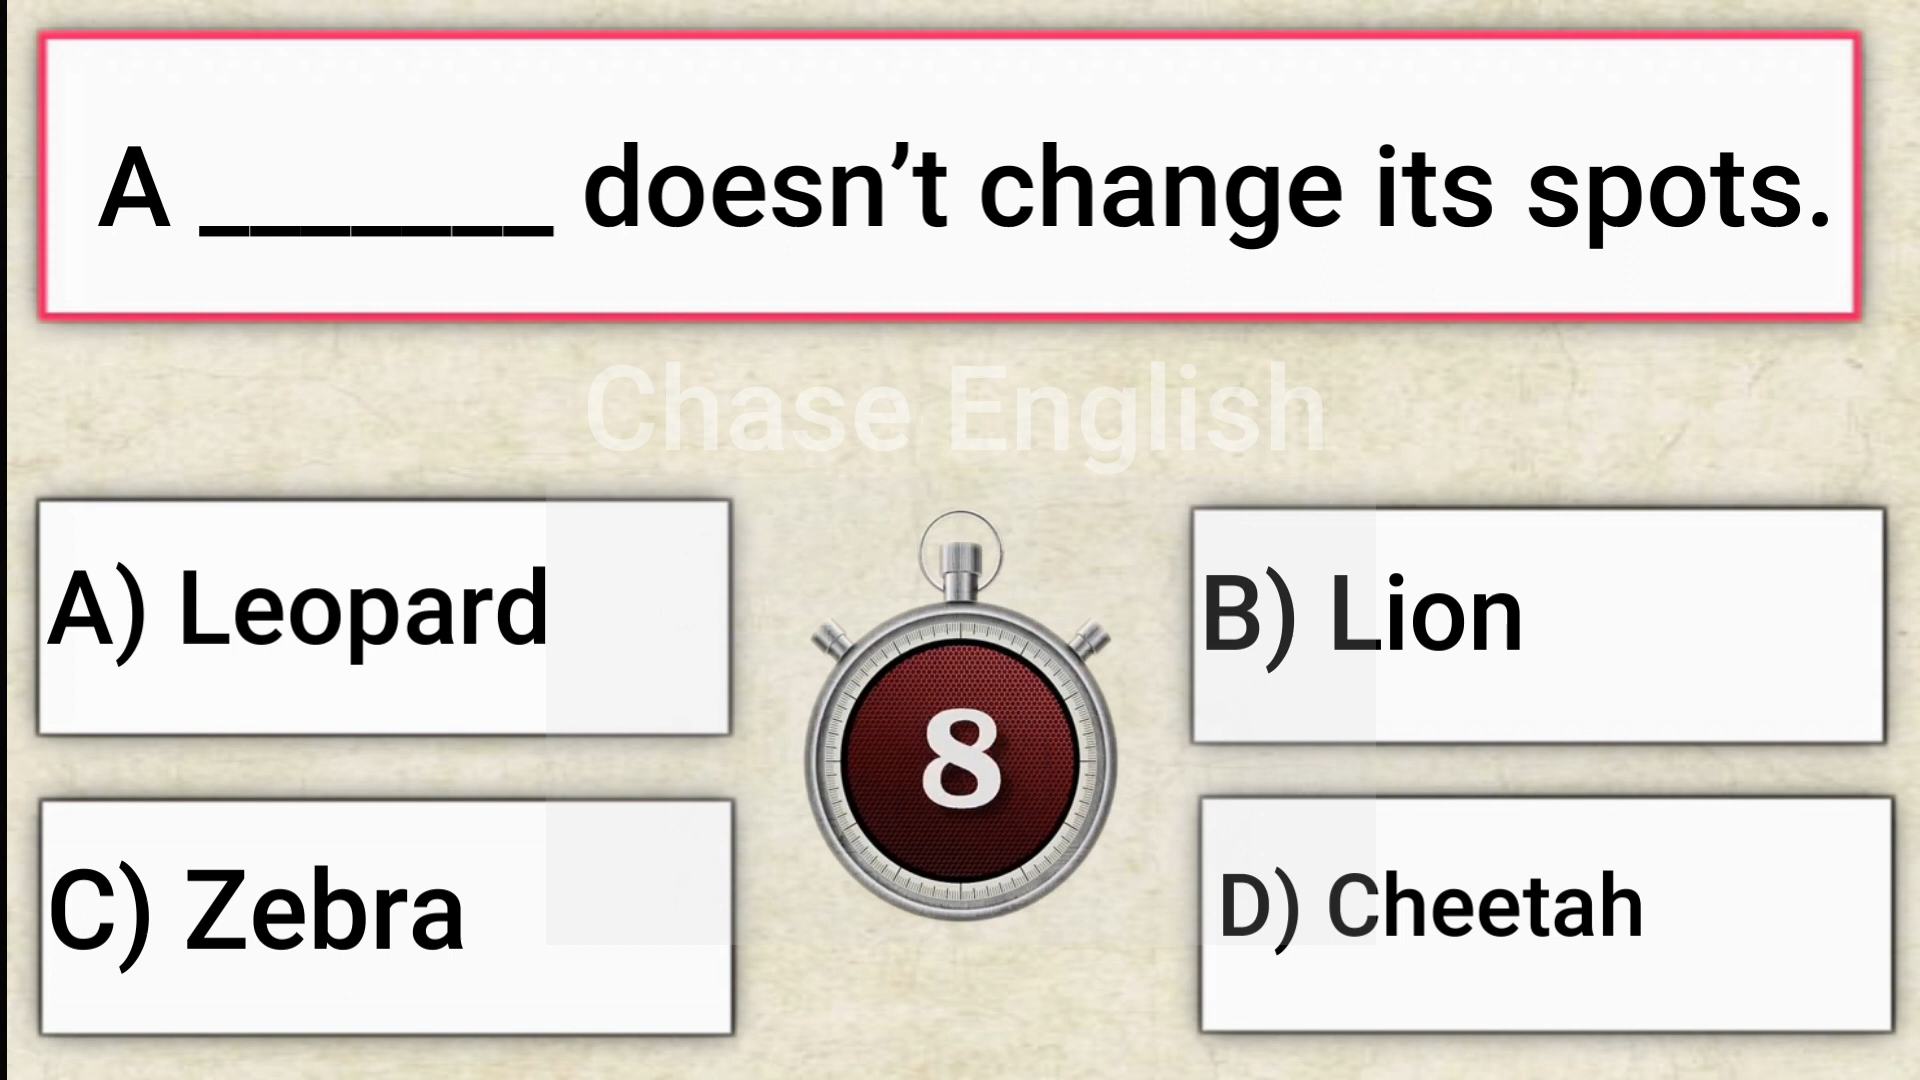 A _______ doesn’t change its spots.
Chase English
A) Leopard
B) Lion
8
C) Zebra
D) Cheetah